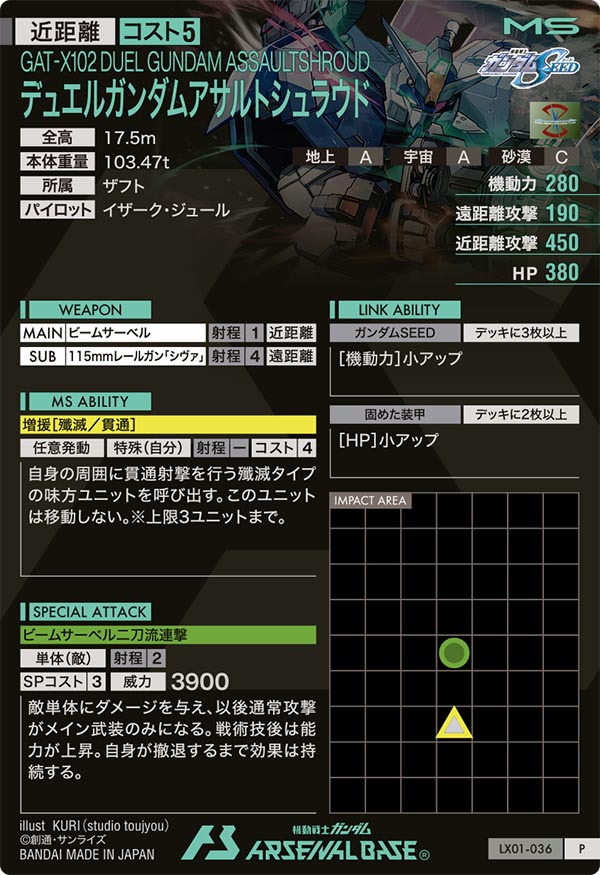 近距離 コスト5 MS
GAT-X102 DUEL GUNDAM ASSAULTSHROUD
デュエルガンダムアサルトシュラウド
ガンダム SEED
全高 17.5m
本体重量 103.47t
地上 A 宇宙 A 砂漠 C
所属 ザフト
機動力 280
パイロット イザーク・ジュール
遠距離攻撃 190
近距離攻撃 450
HP 380
WEAPON
MAIN ビームサーベル 射程 1 近距離
SUB 115mmレールガン「シヴァ」 射程 4 遠距離
MS ABILITY
増援[殲滅／貫通]
任意発動 特殊(自分) 射程 ー コスト 4
自身の周囲に貫通射撃を行う殲滅タイプ
の味方ユニットを呼び出す。このユニット
は移動しない。※上限3ユニットまで。
SPECIAL ATTACK
ビームサーベル二刀流連撃
単体(敵) 射程 2
SPコスト 3 威力 3900
敵単体にダメージを与え、以後通常攻撃
がメイン武装のみになる。戦術技後は能
力が上昇。自身が撤退するまで効果は持
続する。
LINK ABILITY
ガンダムSEED デッキに3枚以上
[機動力]小アップ
固めた装甲 デッキに2枚以上
[HP]小アップ
IMPACT AREA
illust KURI (studio toujyou)
©創通・サンライズ
BANDAI MADE IN JAPAN
機動戦士ガンダム
ARSENAL BASE®
LX01-036 P